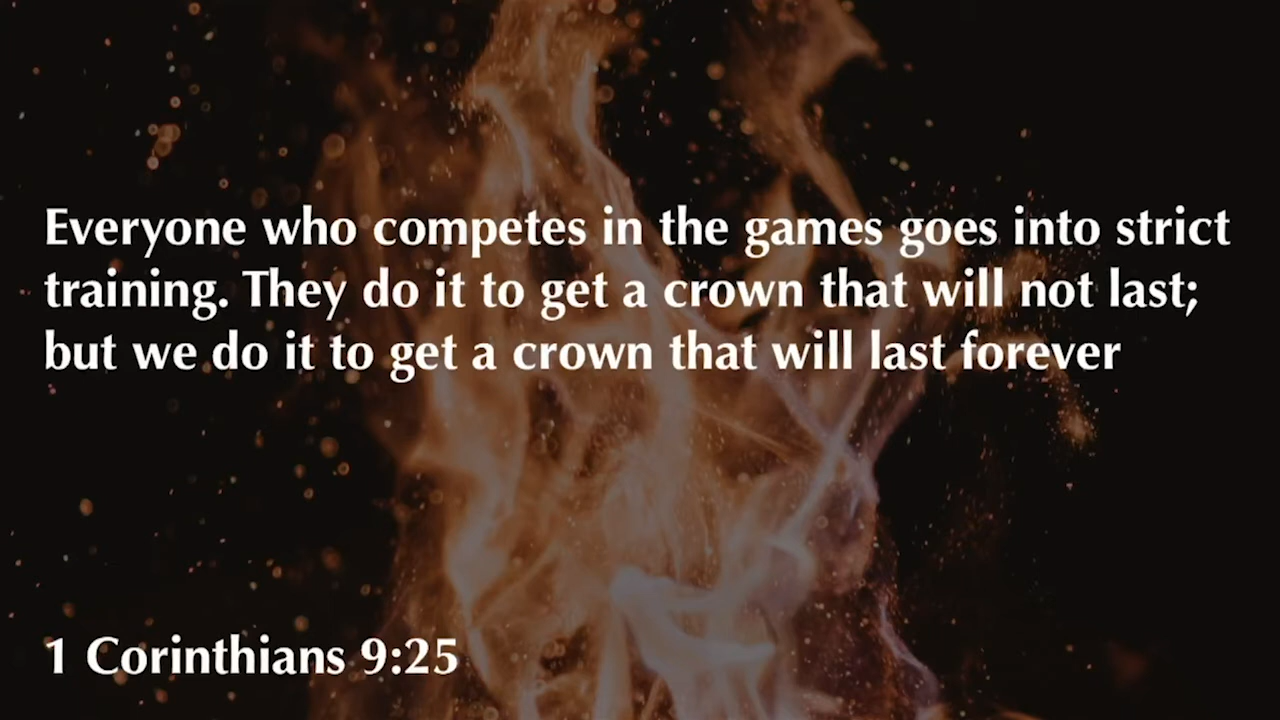 Everyone who competes in the games goes into strict
training. They do it to get a crown that will not last;
but we do it to get a crown that will last forever
1 Corinthians 9:25